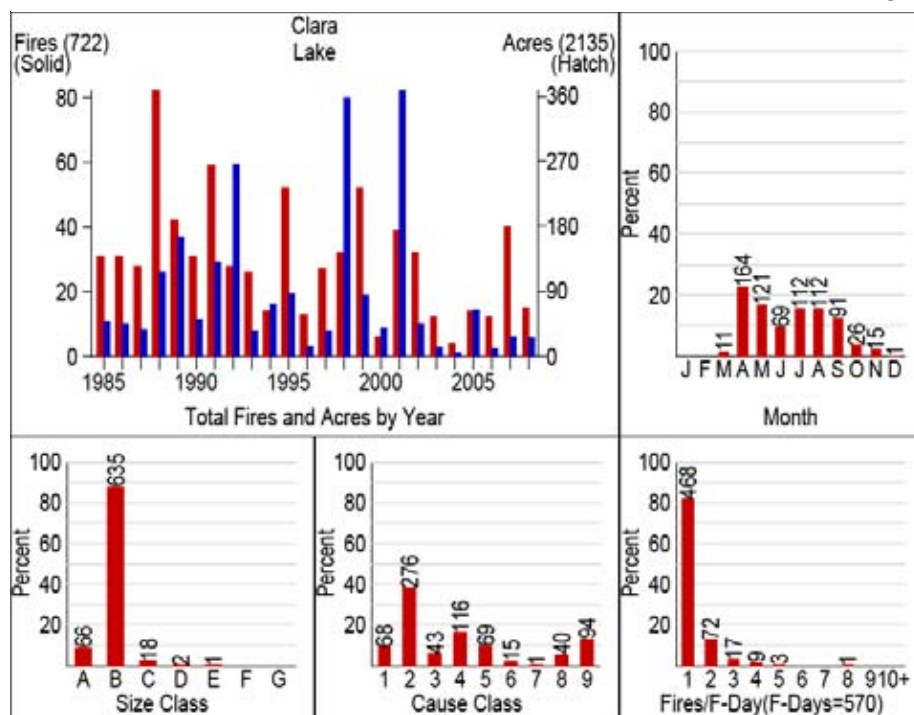 Clara
Lake
Fires (722)
(Solid)
Acres (2135)
(Hatch)
80
60
40
20
0
360
270
180
90
0
1985 1990 1995 2000 2005
Total Fires and Acres by Year
100
80
60
40
20
Percent
11 164 121 69 112 112 91 26 15 1
J F M A M J J A S O N D
Month
100
80
60
40
20
Percent
66 635 18 2 1
A B C D E F G
Size Class
100
80
60
40
20
Percent
68 276 43 116 69 15 1 40 94
1 2 3 4 5 6 7 8 9
Cause Class
100
80
60
40
20
Percent
468 72 17 9 3 1
1 2 3 4 5 6 7 8 910+
Fires/F-Day(F-Days=570)